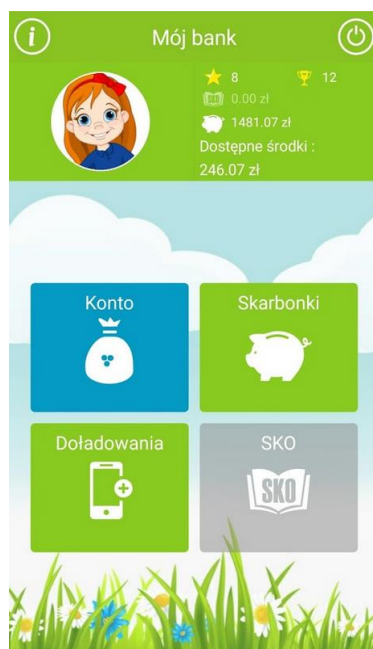 i
Mój bank
8 12
SKO 0.00 zł
1481.07 zł
Dostępne środki :
246.07 zł
Konto
Skarbonki
Doładowania
SKO
SKO